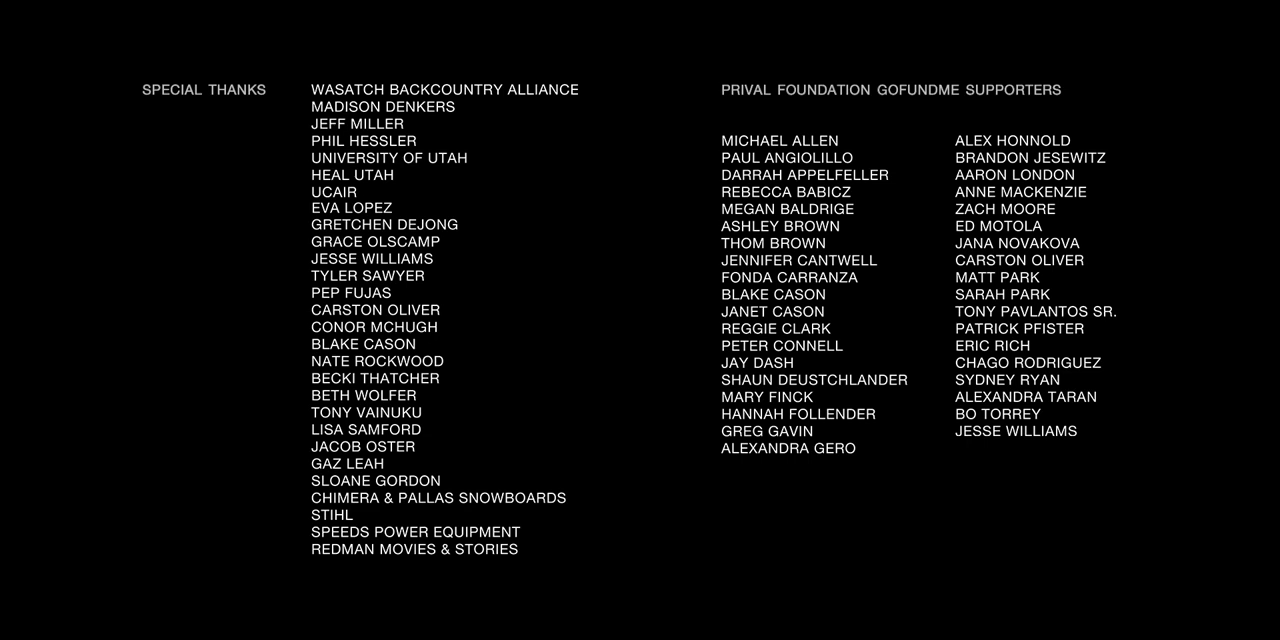 SPECIAL THANKS
WASATCH BACKCOUNTRY ALLIANCE
MADISON DENKERS
JEFF MILLER
PHIL HESSLER
UNIVERSITY OF UTAH
HEAL UTAH
UCAIR
EVA LOPEZ
GRETCHEN DEJONG
GRACE OLSCAMP
JESSE WILLIAMS
TYLER SAWYER
PEP FUJAS
CARSTON OLIVER
CONOR MCHUGH
BLAKE CASON
NATE ROCKWOOD
BECKI THATCHER
BETH WOLFER
TONY VAINUKU
LISA SAMFORD
JACOB OSTER
GAZ LEAH
SLOANE GORDON
CHIMERA & PALLAS SNOWBOARDS
STIHL
SPEEDS POWER EQUIPMENT
REDMAN MOVIES & STORIES
PRIVAL FOUNDATION GOFUNDME SUPPORTERS
MICHAEL ALLEN
PAUL ANGIOLILLO
DARRAH APPELFELLER
REBECCA BABICZ
MEGAN BALDRIGE
ASHLEY BROWN
THOM BROWN
JENNIFER CANTWELL
FONDA CARRANZA
BLAKE CASON
JANET CASON
REGGIE CLARK
PETER CONNELL
JAY DASH
SHAUN DEUSTCHLANDER
MARY FINCK
HANNAH FOLLENDER
GREG GAVIN
ALEXANDRA GERO
ALEX HONNOLD
BRANDON JESEWITZ
AARON LONDON
ANNE MACKENZIE
ZACH MOORE
ED MOTOLA
JANA NOVAKOVA
CARSTON OLIVER
MATT PARK
SARAH PARK
TONY PAVLANTOS SR.
PATRICK PFISTER
ERIC RICH
CHAGO RODRIGUEZ
SYDNEY RYAN
ALEXANDRA TARAN
BO TORREY
JESSE WILLIAMS